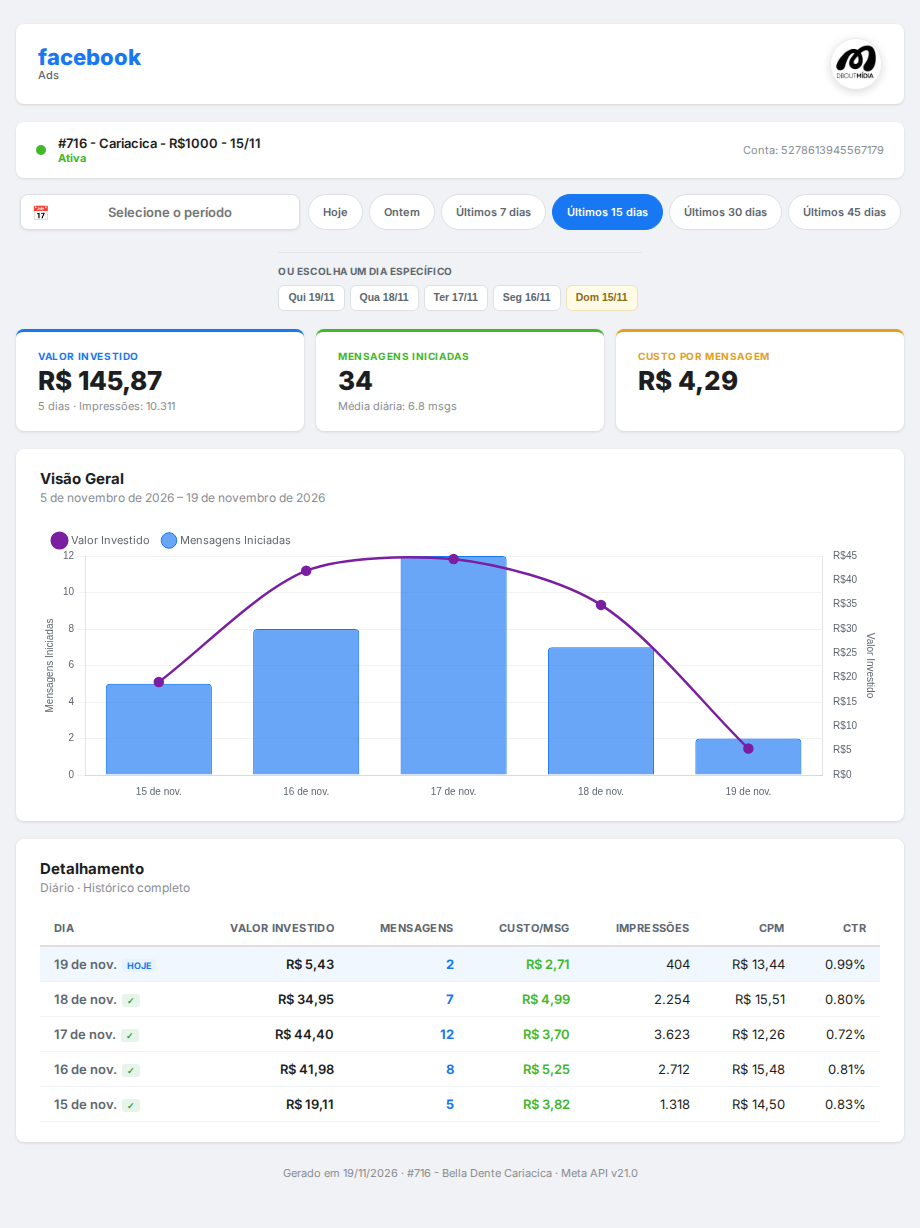 facebook
Ads
DBOUTMÍDIA
#716 - Cariacica - R$1000 - 15/11
Ativa
Conta: 5278613945567179
Selecione o período
Hoje
Ontem
Últimos 7 dias
Últimos 15 dias
Últimos 30 dias
Últimos 45 dias
OU ESCOLHA UM DIA ESPECÍFICO
Qui 19/11
Qua 18/11
Ter 17/11
Seg 16/11
Dom 15/11
VALOR INVESTIDO
R$ 145,87
5 dias · Impressões: 10.311
MENSAGENS INICIADAS
34
Média diária: 6.8 msgs
CUSTO POR MENSAGEM
R$ 4,29
Visão Geral
5 de novembro de 2026 – 19 de novembro de 2026
Valor Investido
Mensagens Iniciadas
Mensagens Iniciadas
12
10
8
6
4
2
0
R$45
R$40
R$35
R$30
R$25
R$20
R$15
R$10
R$5
R$0
Valor Investido
15 de nov.
16 de nov.
17 de nov.
18 de nov.
19 de nov.
Detalhamento
Diário · Histórico completo
DIA VALOR INVESTIDO MENSAGENS CUSTO/MSG IMPRESSÕES CPM CTR
19 de nov. HOJE R$ 5,43 2 R$ 2,71 404 R$ 13,44 0.99%
18 de nov. ✓ R$ 34,95 7 R$ 4,99 2.254 R$ 15,51 0.80%
17 de nov. ✓ R$ 44,40 12 R$ 3,70 3.623 R$ 12,26 0.72%
16 de nov. ✓ R$ 41,98 8 R$ 5,25 2.712 R$ 15,48 0.81%
15 de nov. ✓ R$ 19,11 5 R$ 3,82 1.318 R$ 14,50 0.83%
Gerado em 19/11/2026 · #716 - Bella Dente Cariacica · Meta API v21.0